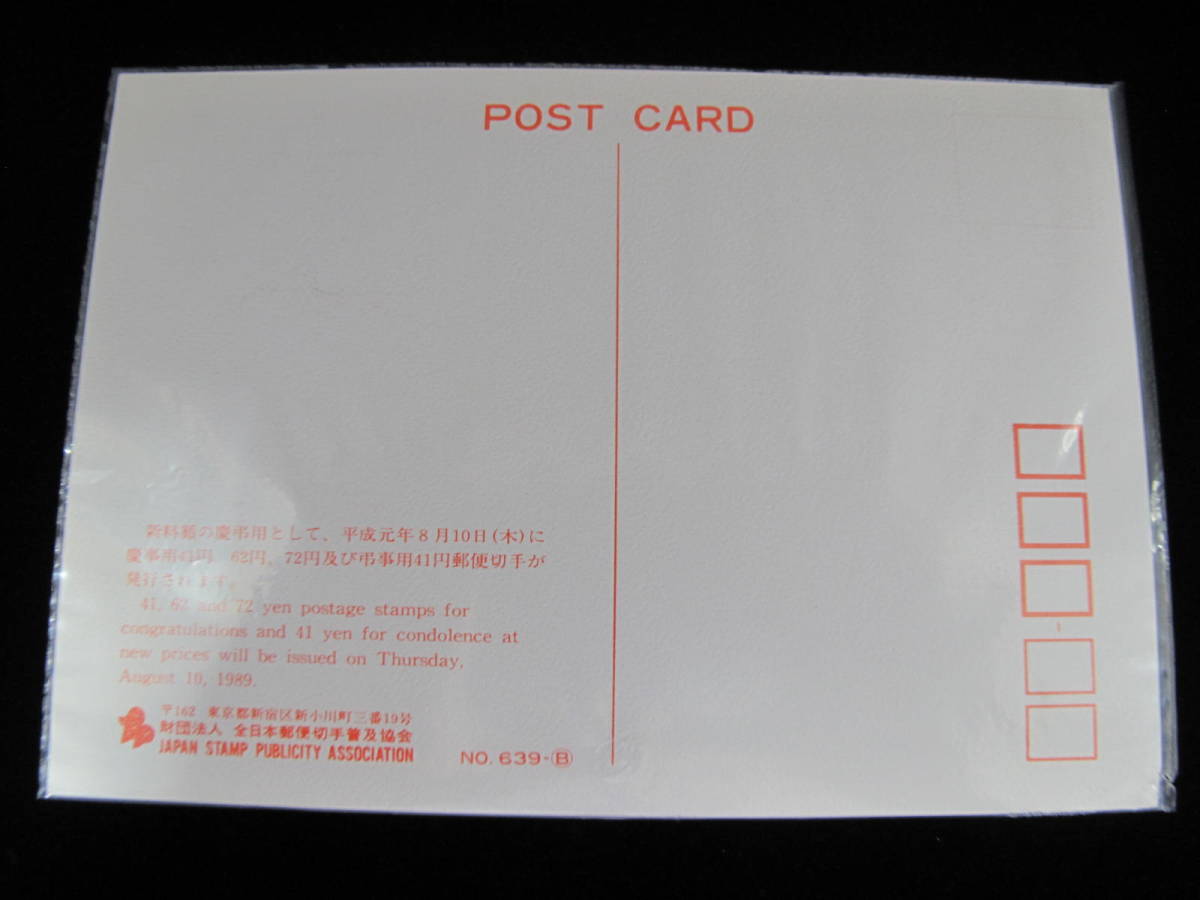 POST CARD
新料額の慶弔用として、平成元年8月10日(木)に
慶事用41円、62円、72円及び弔事用41円郵便切手が
発行されます。
41, 62 and 72 yen postage stamps for
congratulations and 41 yen for condolence at
new prices will be issued on Thursday,
August 10, 1989.
〒162 東京都新宿区新小川町三番19号
財団法人 全日本郵便切手普及協会
JAPAN STAMP PUBLICITY ASSOCIATION
NO. 639-Ⓑ